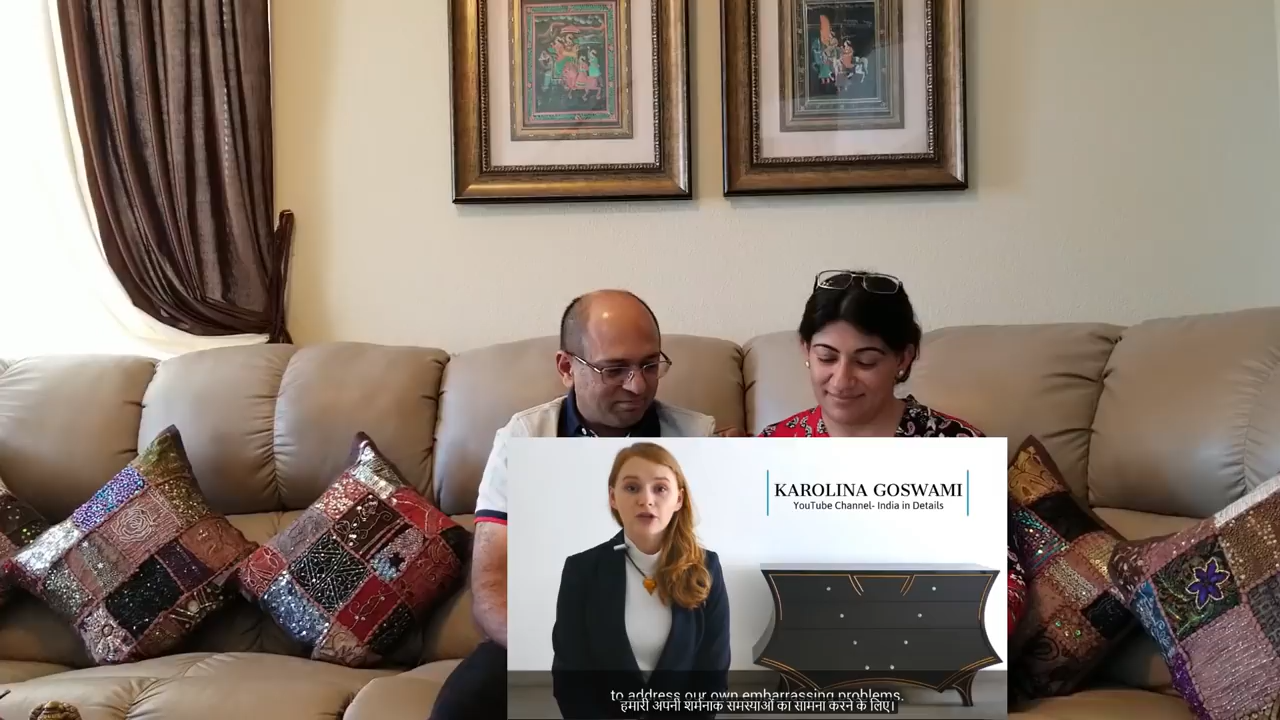 KAROLINA GOSWAMI
YouTube Channel- India in Details
to address our own embarrassing problems.
हमारी अपनी शर्मनाक समस्याओं का सामना करने के लिए।